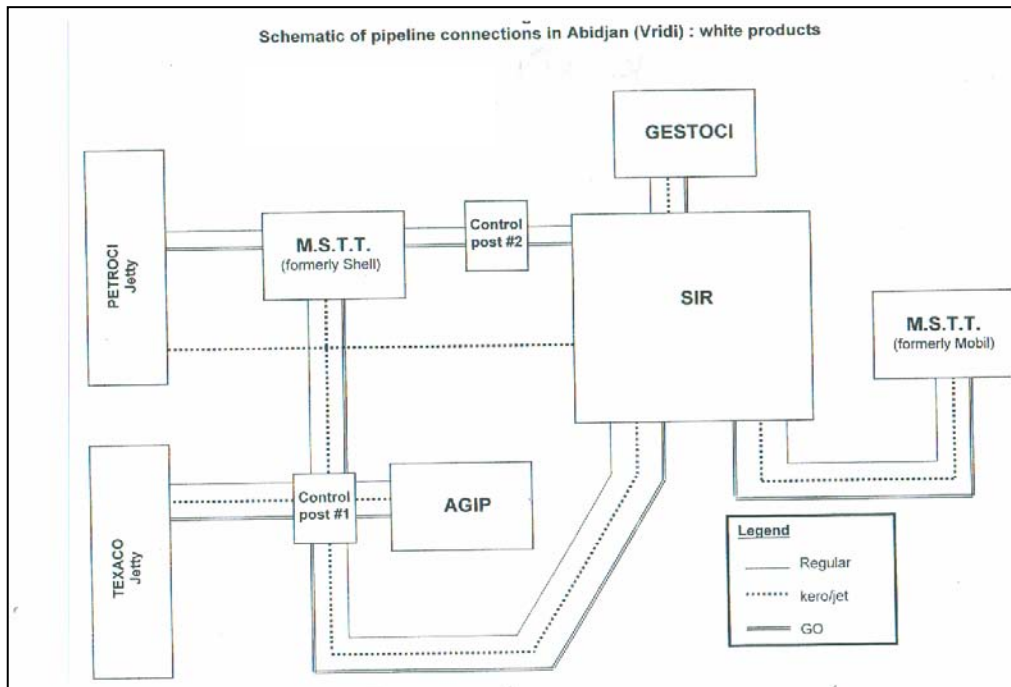 Schematic of pipeline connections in Abidjan (Vridi) : white products
GESTOCI
PETROCI
Jetty
M.S.T.T.
(formerly Shell)
Control
post #2
SIR
M.S.T.T.
(formerly Mobil)
TEXACO
Jetty
Control
post #1
AGIP
Legend
Regular
kero/jet
GO